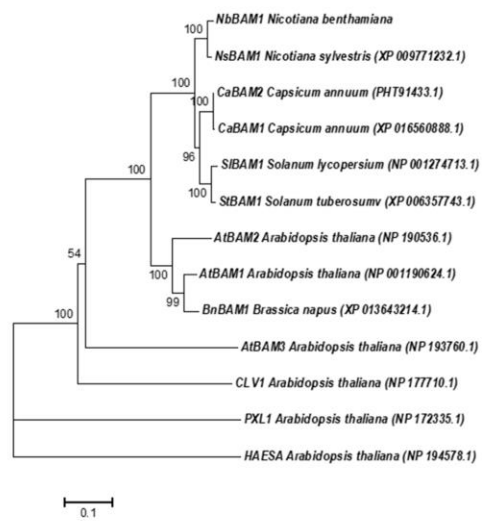 100 NbBAM1 Nicotiana benthamiana
NsBAM1 Nicotiana sylvestris (XP 009771232.1)
100
100 CaBAM2 Capsicum annuum (PHT91433.1)
CaBAM1 Capsicum annuum (XP 016560888.1)
96
100 SlBAM1 Solanum lycopersium (NP 001274713.1)
100 StBAM1 Solanum tuberosumv (XP 006357743.1)
AtBAM2 Arabidopsis thaliana (NP 190536.1)
54
100 AtBAM1 Arabidopsis thaliana (NP 001190624.1)
99 BnBAM1 Brassica napus (XP 013643214.1)
100
AtBAM3 Arabidopsis thaliana (NP 193760.1)
CLV1 Arabidopsis thaliana (NP 177710.1)
PXL1 Arabidopsis thaliana (NP 172335.1)
HAESA Arabidopsis thaliana (NP 194578.1)
0.1